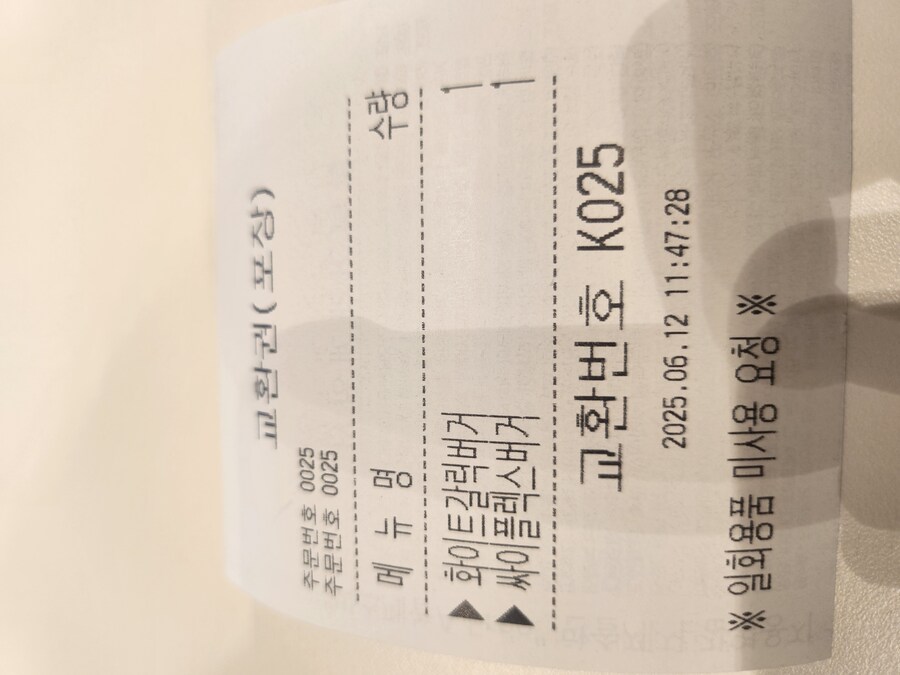 교환권(포장)
주문번호 0025
주문번호 0025
메 뉴 명 수량
▶ 화이트갈릭버거 1
▶ 싸이플렉스버거 1
교환번호 K025
2025.06.12 11:47:28
※ 일회용품 미사용 요청 ※